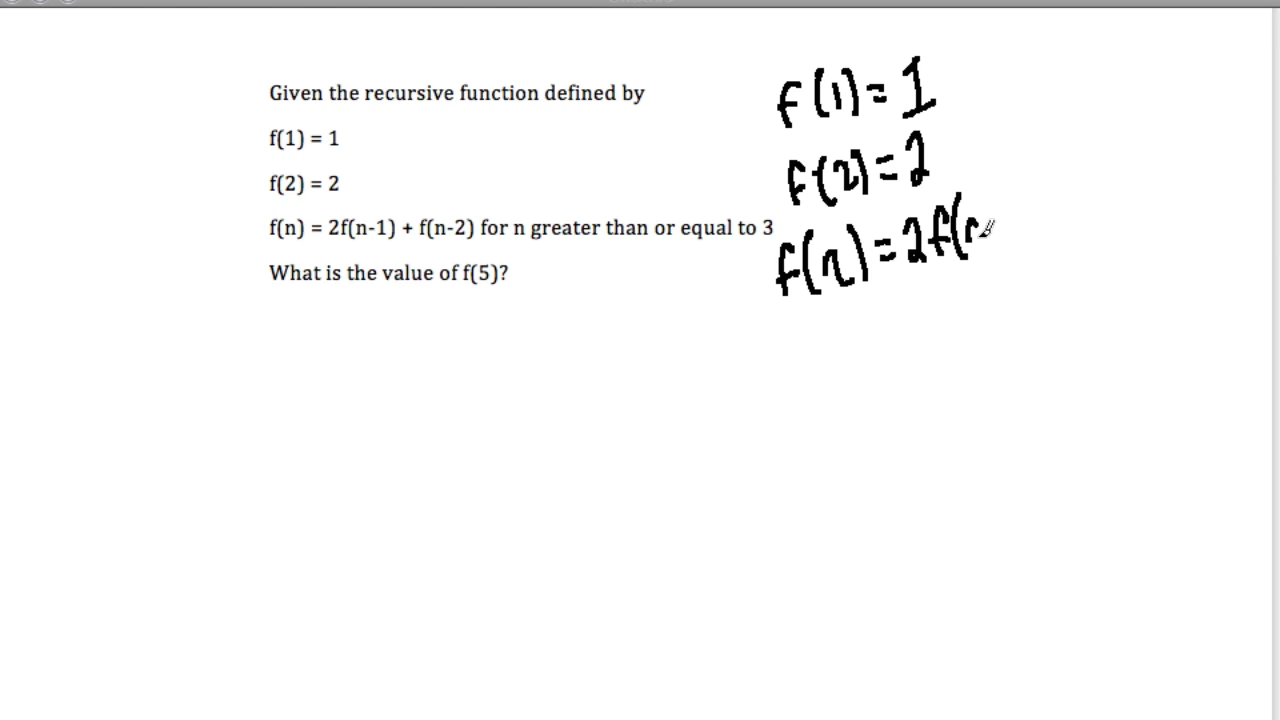 Given the recursive function defined by
f(1) = 1
f(2) = 2
f(n) = 2f(n-1) + f(n-2) for n greater than or equal to 3
What is the value of f(5)?
f(1) = 1
f(2) = 2
f(n) = 2f(n